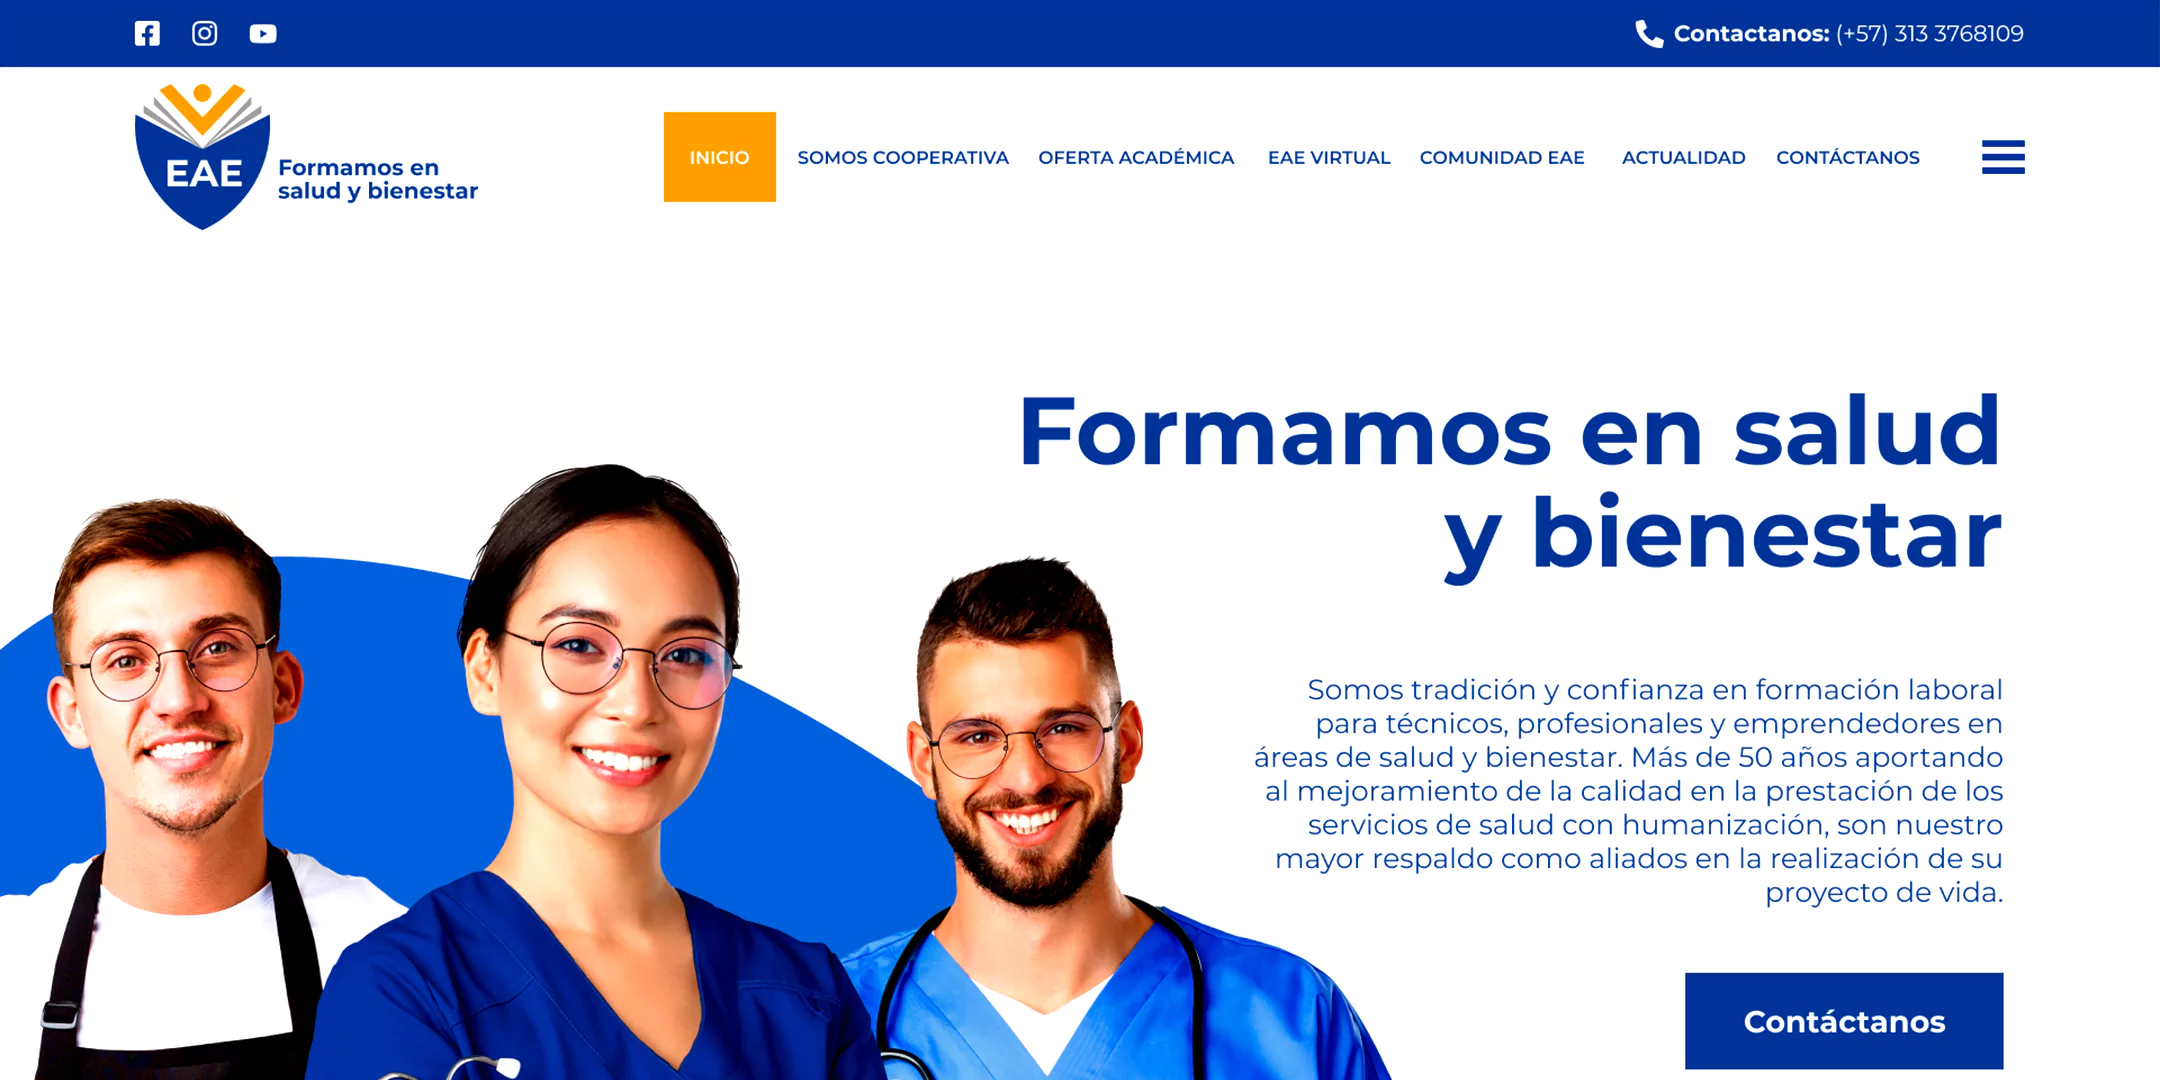 Contactanos: (+57) 313 3768109
EAE
Formamos en
salud y bienestar
INICIO SOMOS COOPERATIVA OFERTA ACADÉMICA EAE VIRTUAL COMUNIDAD EAE ACTUALIDAD CONTÁCTANOS
Formamos en salud
y bienestar
Somos tradición y confianza en formación laboral
para técnicos, profesionales y emprendedores en
áreas de salud y bienestar. Más de 50 años aportando
al mejoramiento de la calidad en la prestación de los
servicios de salud con humanización, son nuestro
mayor respaldo como aliados en la realización de su
proyecto de vida.
Contáctanos